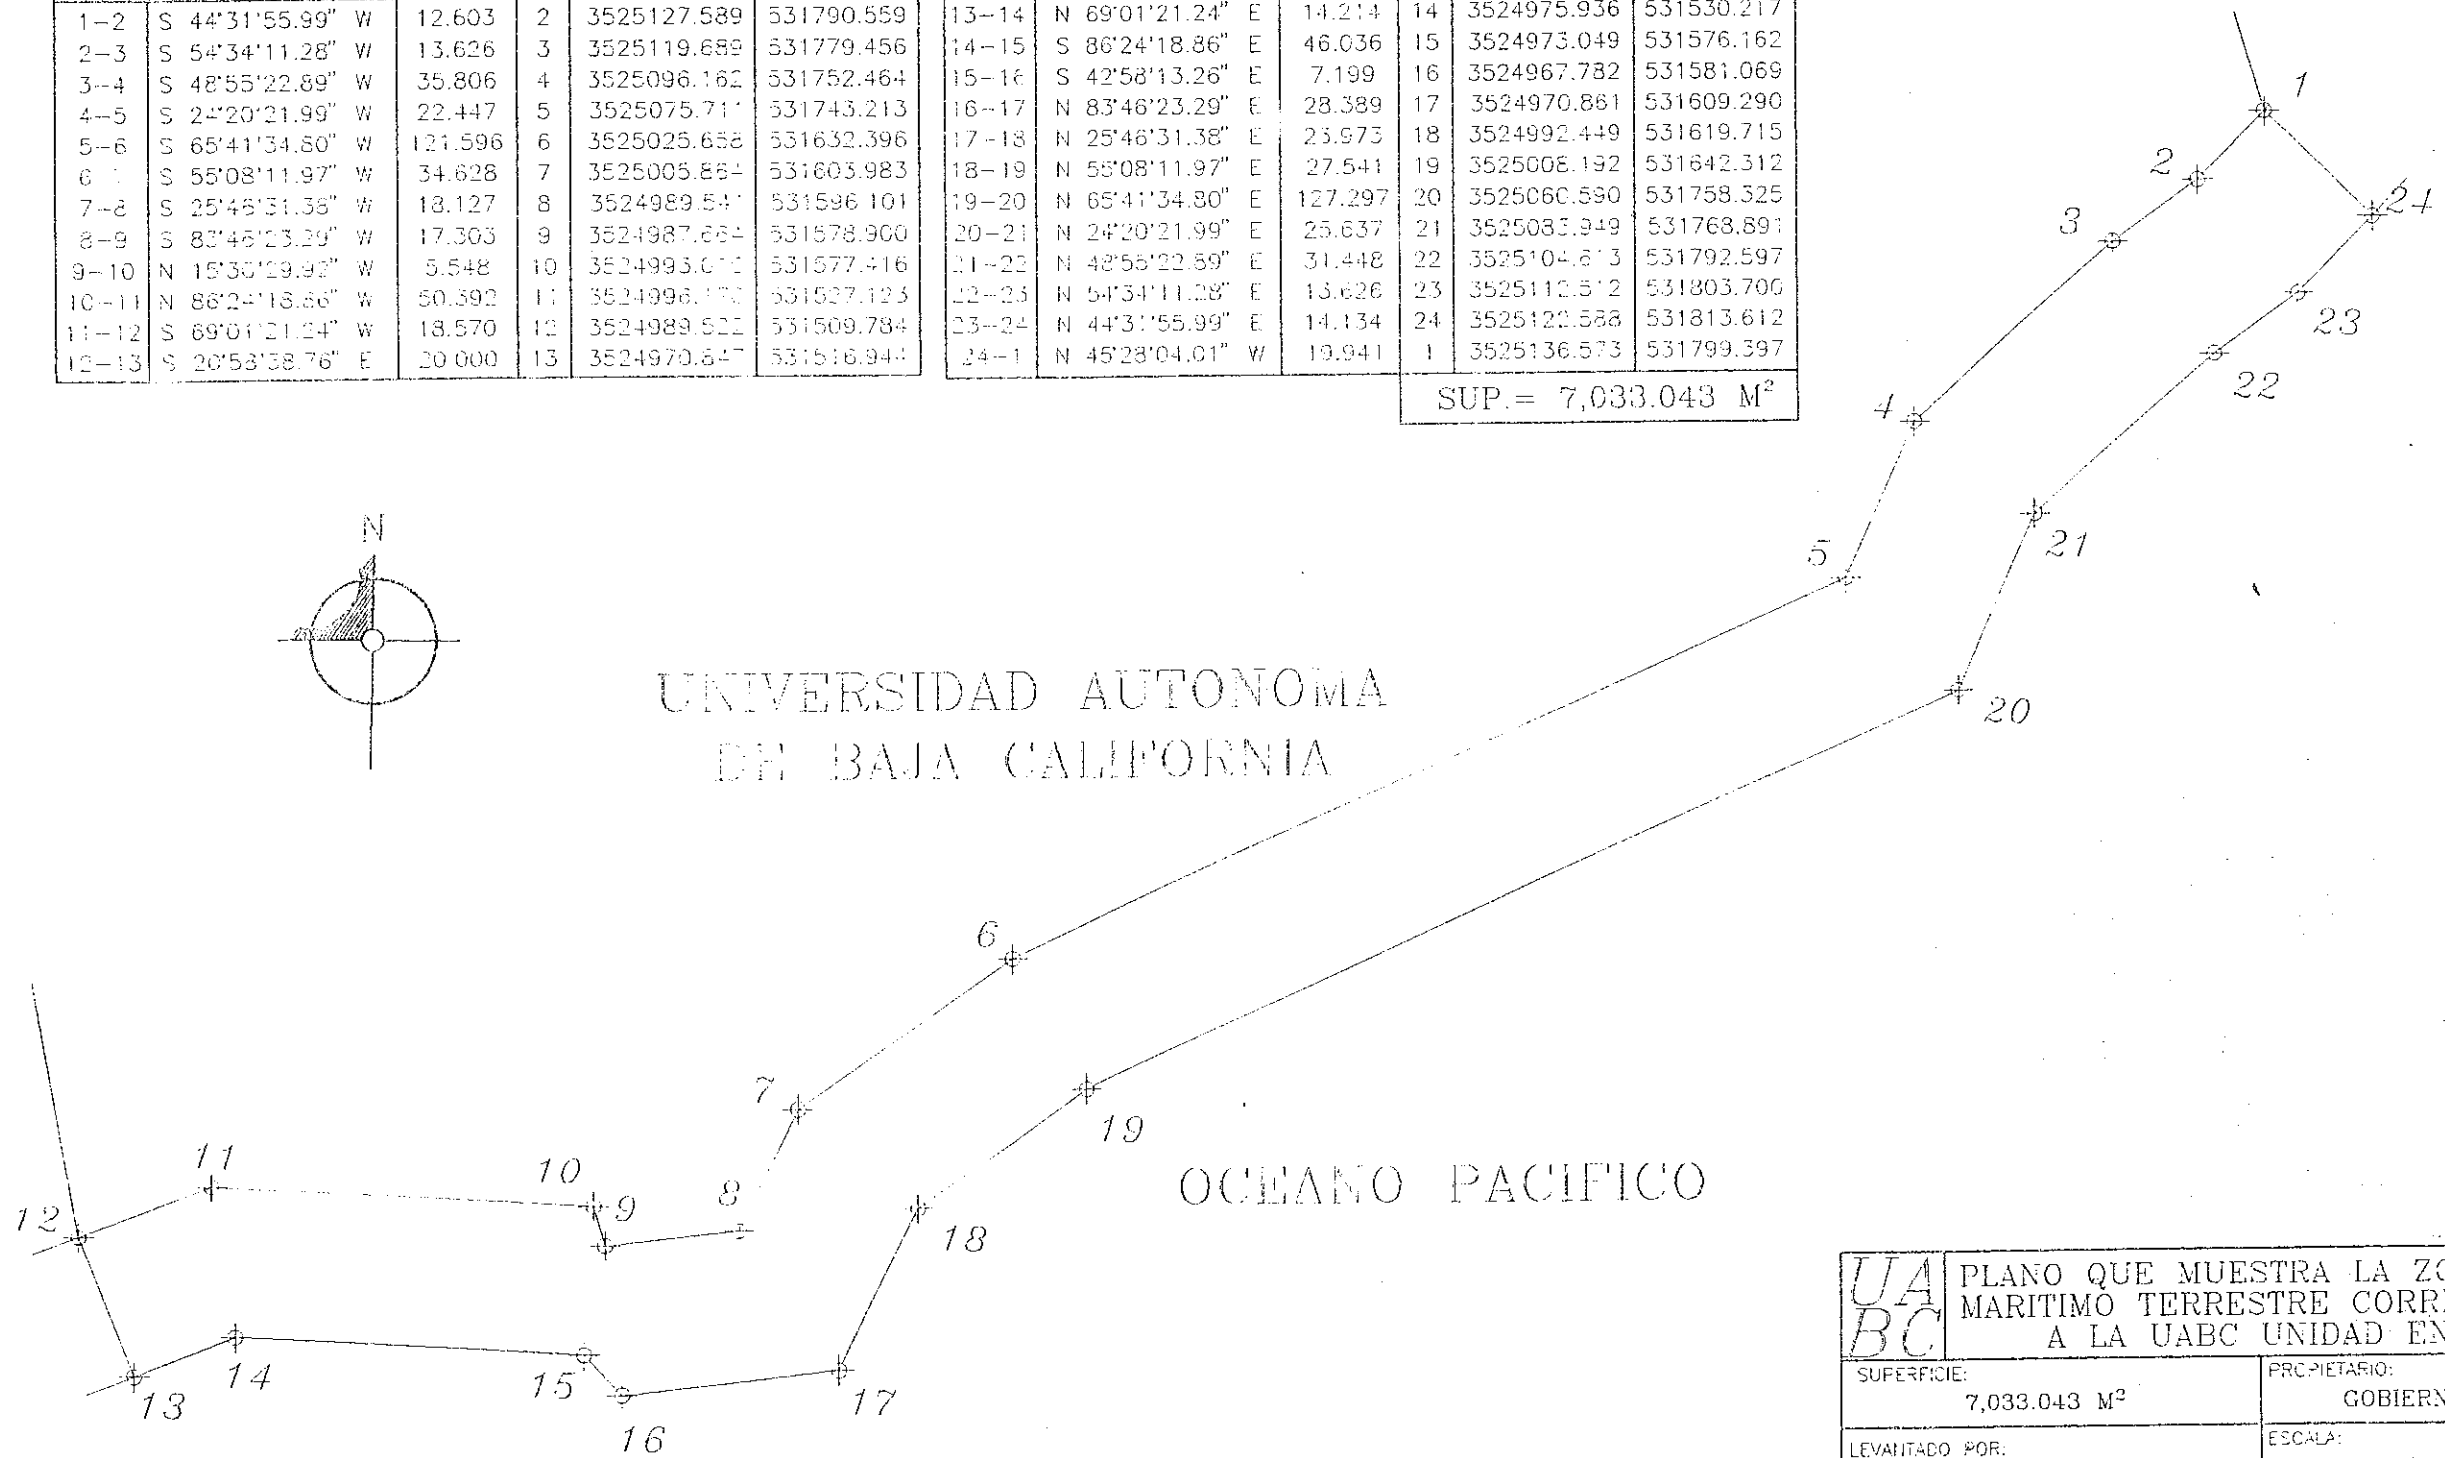 1-2 S 44°31'55.99" W 12.603 2 3525127.589 531790.559
2-3 S 54°34'11.28" W 13.626 3 3525119.689 531779.456
3-4 S 48°55'22.89" W 35.806 4 3525096.162 531752.464
4-5 S 24°20'21.99" W 22.447 5 3525075.711 531743.213
5-6 S 65°41'34.80" W 121.596 6 3525025.658 531632.396
6 S 55°08'11.97" W 34.628 7 3525005.864 531603.983
7-8 S 25°46'31.38" W 18.127 8 3524989.541 531596.101
8-9 S 83°46'23.29" W 17.303 9 3524987.664 531578.900
9-10 N 15°30'29.92" W 5.548 10 531577.416
10-11 N 86°24'18.86" W 50.392 11 531527.123
11-12 S 69°01'21.24" W 18.570 12 3524989.522 531509.784
12-13 S 20°58'38.76" E 20.000 13 3524970.847 531516.944
13-14 N 69°01'21.24" E 14.214 14 3524975.936 531530.217
14-15 S 86°24'18.86" E 46.036 15 3524973.049 531576.162
15-16 S 42°58'13.26" E 7.199 16 3524967.782 531581.069
16-17 N 83°46'23.29" E 28.389 17 3524970.861 531609.290
17-18 N 25°46'31.38" E 23.973 18 3524992.449 531619.715
18-19 N 55°08'11.97" E 27.541 19 3525008.192 531642.312
19-20 N 65°41'34.80" E 127.297 20 3525060.590 531758.325
20-21 N 24°20'21.99" E 25.637 21 3525083.949 531768.891
21-22 N 48°55'22.89" E 31.448 22 3525104.613 531792.597
22-23 N 54°34'11.28" E 13.626 23 3525112.512 531803.700
23-24 N 44°31'55.99" E 14.134 24 3525122.588 531813.612
24-1 N 45°28'04.01" W 19.941 1 3525136.573 531799.397
SUP.= 7,033.043 M²
1
2
24
3
23
22
4
21
5
N
20
UNIVERSIDAD AUTONOMA
DE BAJA CALIFORNIA
6
7
19
11
10
9
8
12
18
OCEANO PACIFICO
14
15
17
13
16
UA
BC
PLANO QUE MUESTRA LA ZO
MARITIMO TERRESTRE CORR
A LA UABC UNIDAD EN
SUPERFICIE:
7,033.043 M²
PROPIETARIO:
GOBIERN
LEVANTADO POR:
ESCALA: